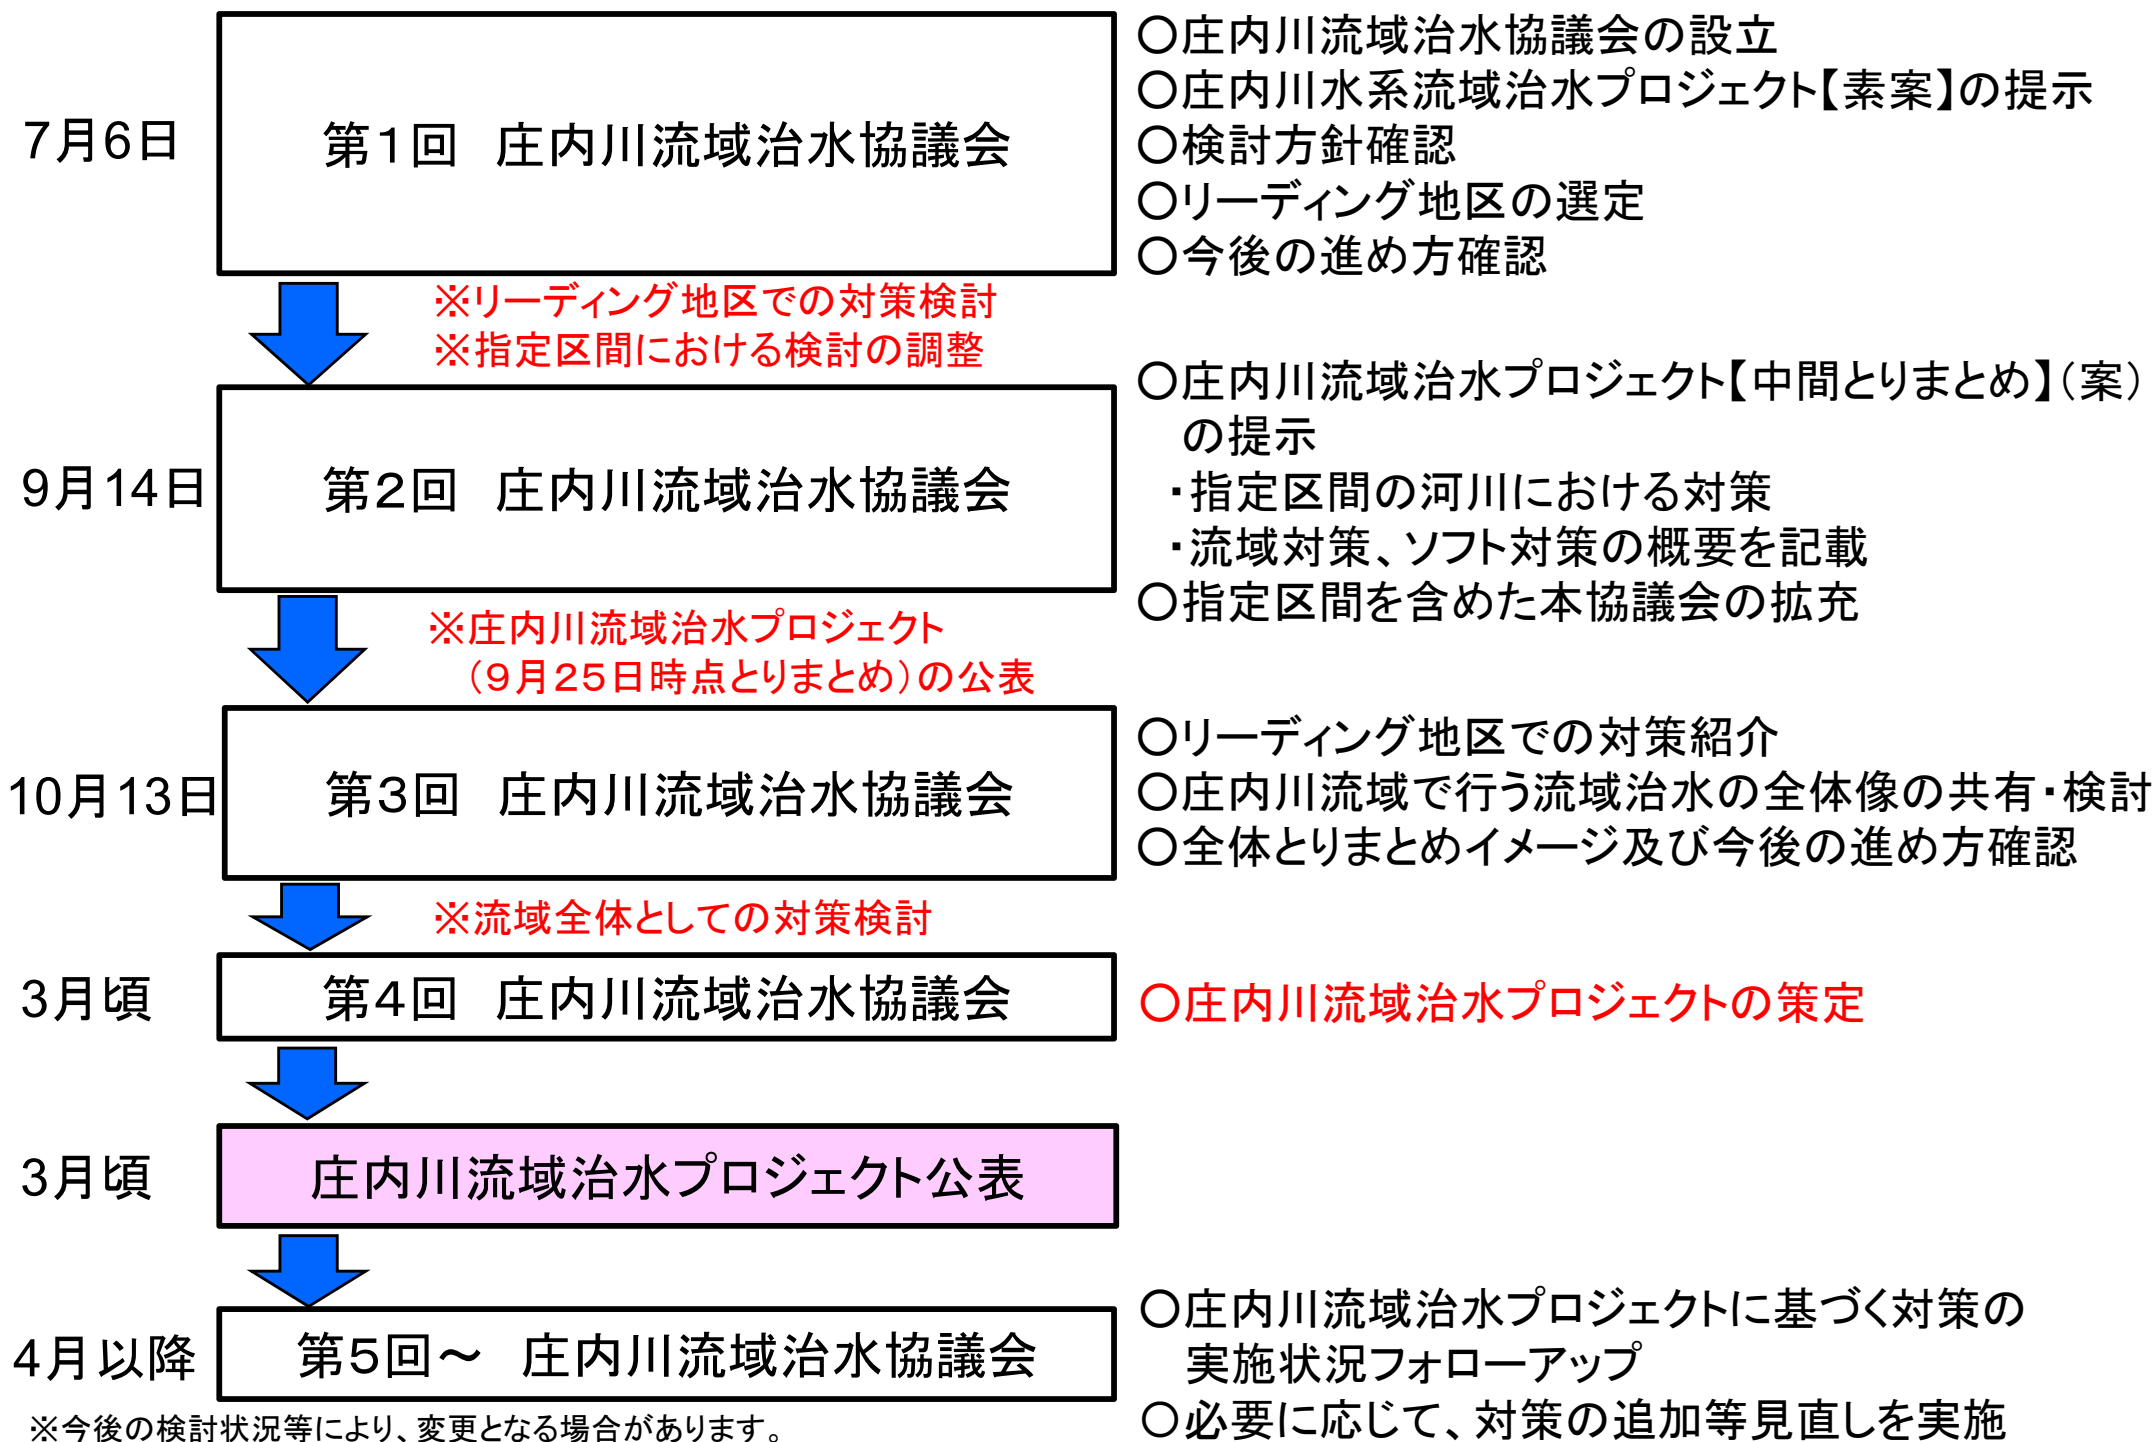 7月6日
第1回　庄内川流域治水協議会
○庄内川流域治水協議会の設立
○庄内川水系流域治水プロジェクト【素案】の提示
○検討方針確認
○リーディング地区の選定
○今後の進め方確認
※リーディング地区での対策検討
※指定区間における検討の調整
9月14日
第2回　庄内川流域治水協議会
○庄内川流域治水プロジェクト【中間とりまとめ】（案）
の提示
・指定区間の河川における対策
・流域対策、ソフト対策の概要を記載
○指定区間を含めた本協議会の拡充
※庄内川流域治水プロジェクト
（9月25日時点とりまとめ）の公表
10月13日
第3回　庄内川流域治水協議会
○リーディング地区での対策紹介
○庄内川流域で行う流域治水の全体像の共有・検討
○全体とりまとめイメージ及び今後の進め方確認
※流域全体としての対策検討
3月頃
第4回　庄内川流域治水協議会
○庄内川流域治水プロジェクトの策定
3月頃
庄内川流域治水プロジェクト公表
4月以降
第5回～　庄内川流域治水協議会
○庄内川流域治水プロジェクトに基づく対策の
実施状況フォローアップ
○必要に応じて、対策の追加等見直しを実施
※今後の検討状況等により、変更となる場合があります。